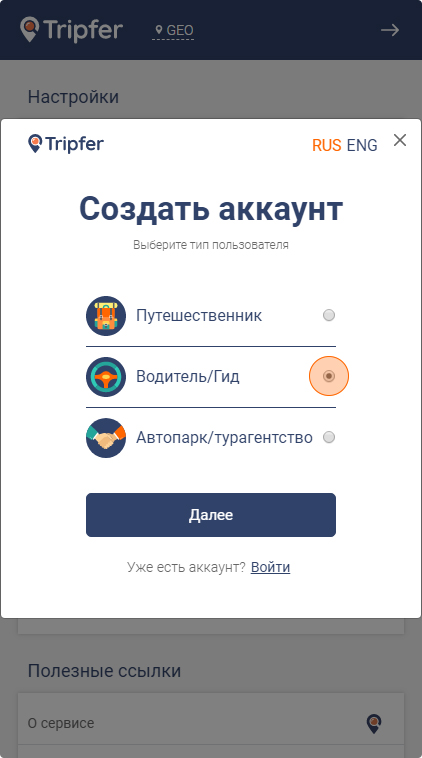 Tripfer
GEO
Настройки
Tripfer
RUS ENG
Создать аккаунт
Выберите тип пользователя
Путешественник
Водитель/Гид
Автопарк/турагентство
Далее
Уже есть аккаунт? Войти
Полезные ссылки
О сервисе